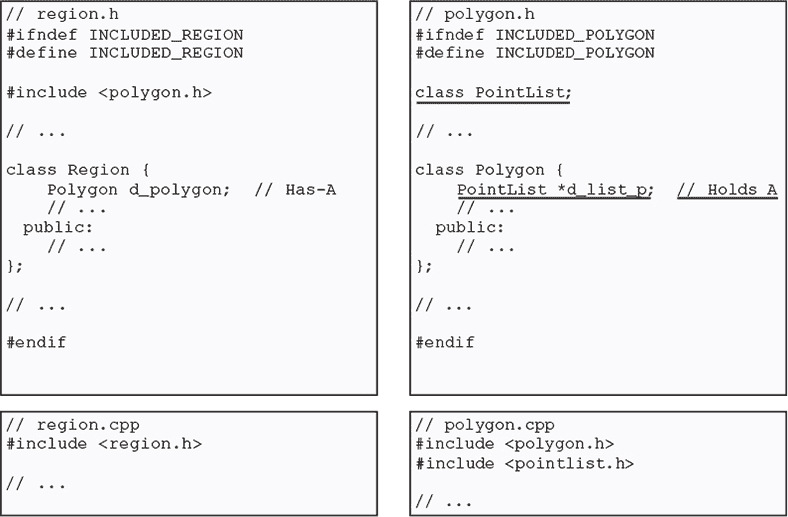 // region.h
#ifndef INCLUDED_REGION
#define INCLUDED_REGION
#include <polygon.h>
// ...
class Region {
    Polygon d_polygon;  // Has-A
    // ...
  public:
    // ...
};
// ...
#endif
// polygon.h
#ifndef INCLUDED_POLYGON
#define INCLUDED_POLYGON
class PointList;
// ...
class Polygon {
    PointList *d_list_p;  // Holds A
    // ...
  public:
    // ...
};
// ...
#endif
// region.cpp
#include <region.h>
// ...
// polygon.cpp
#include <polygon.h>
#include <pointlist.h>
// ...